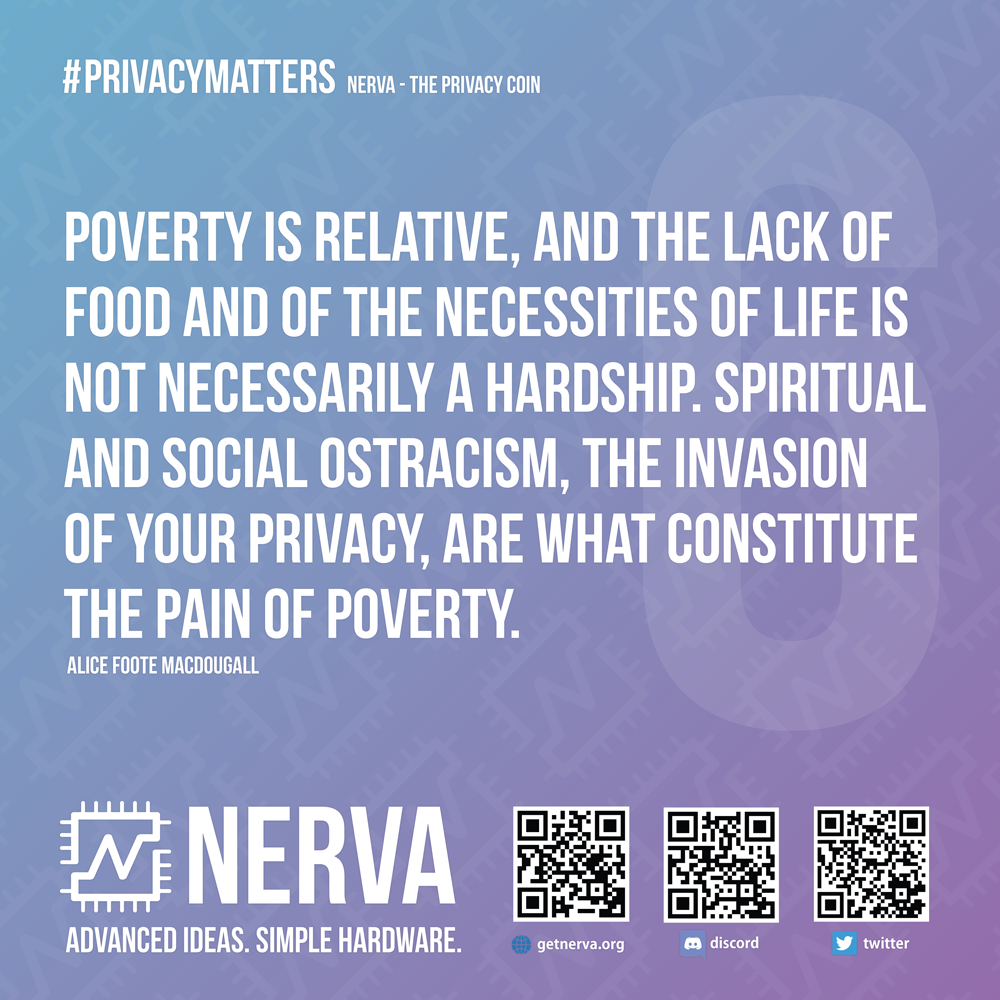 #PRIVACYMATTERS NERVA - THE PRIVACY COIN
6
POVERTY IS RELATIVE, AND THE LACK OF
FOOD AND OF THE NECESSITIES OF LIFE IS
NOT NECESSARILY A HARDSHIP. SPIRITUAL
AND SOCIAL OSTRACISM, THE INVASION
OF YOUR PRIVACY, ARE WHAT CONSTITUTE
THE PAIN OF POVERTY.
ALICE FOOTE MACDOUGALL
NERVA
ADVANCED IDEAS. SIMPLE HARDWARE.
getnerva.org
discord
twitter